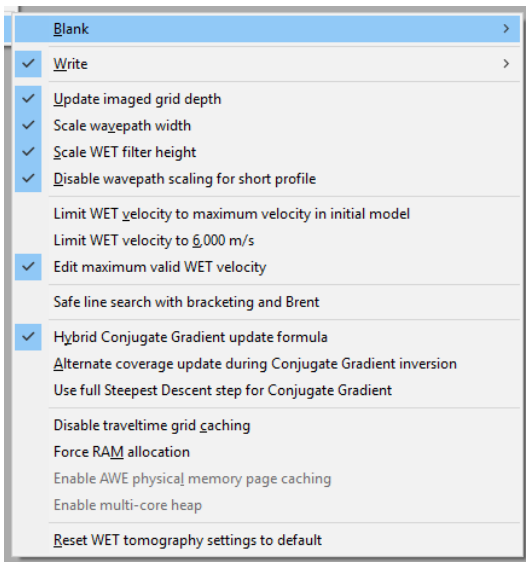 Blank
Write
Update imaged grid depth
Scale wavepath width
Scale WET filter height
Disable wavepath scaling for short profile
Limit WET velocity to maximum velocity in initial model
Limit WET velocity to 6,000 m/s
Edit maximum valid WET velocity
Safe line search with bracketing and Brent
Hybrid Conjugate Gradient update formula
Alternate coverage update during Conjugate Gradient inversion
Use full Steepest Descent step for Conjugate Gradient
Disable traveltime grid caching
Force RAM allocation
Enable AWE physical memory page caching
Enable multi-core heap
Reset WET tomography settings to default